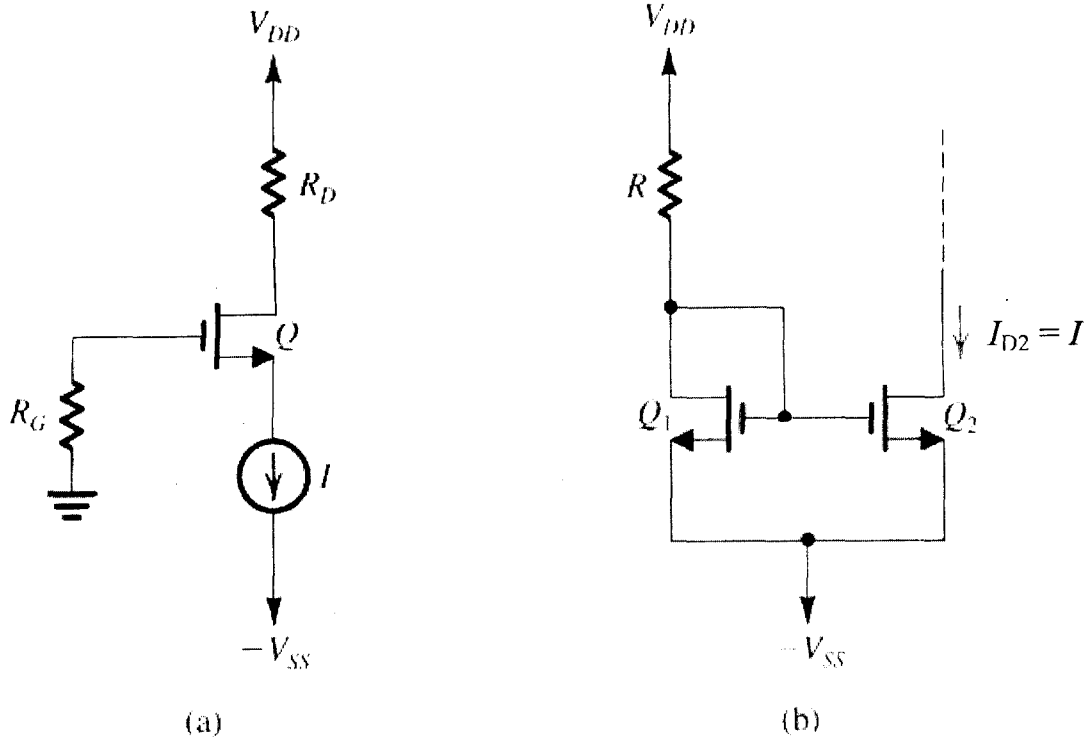 V_DD
R_D
Q
R_G
I
-V_SS
(a)
V_DD
R
I_D2 = I
Q_1
Q_2
-V_SS
(b)